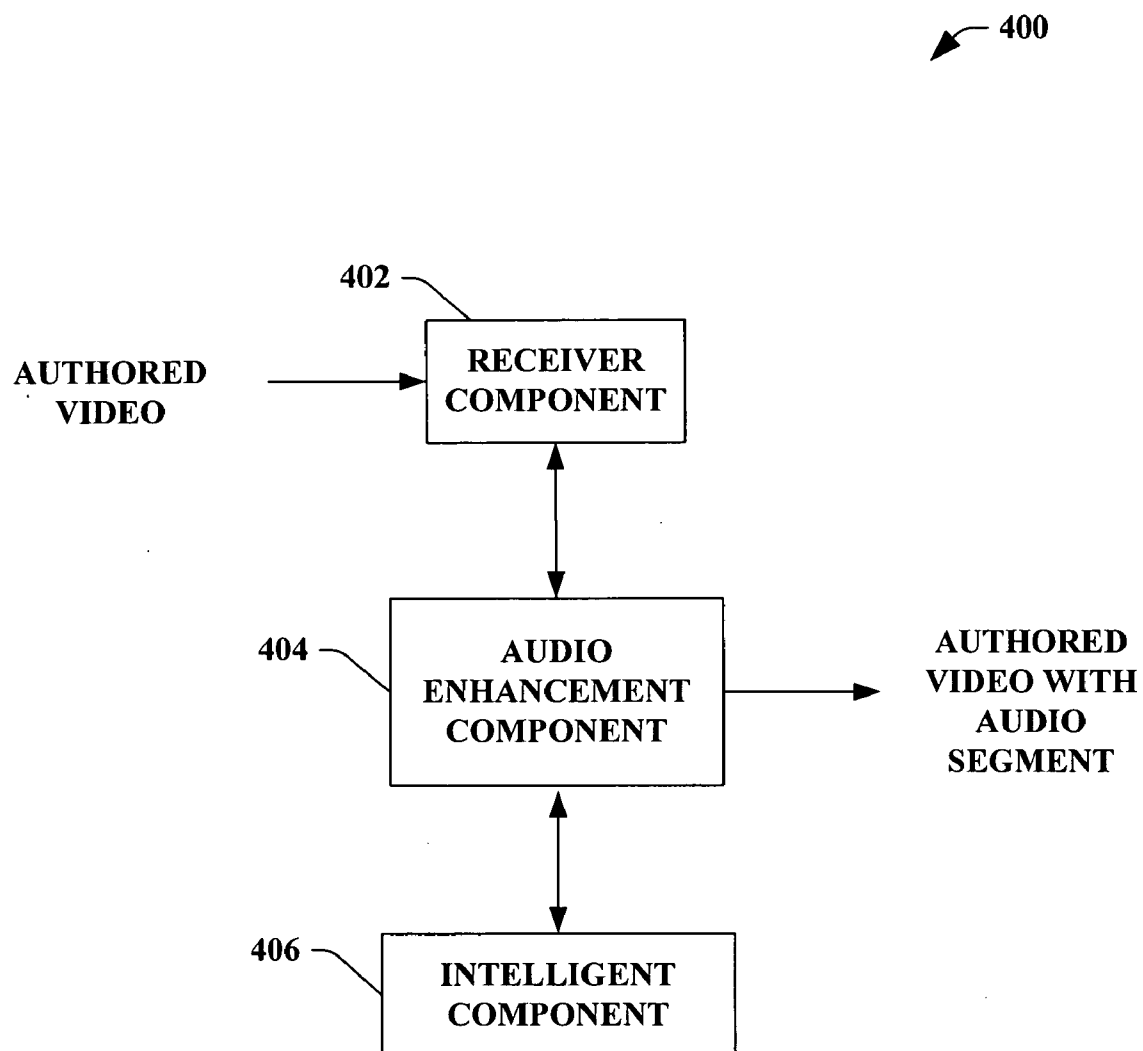 400
402
RECEIVER
COMPONENT
AUTHORED
VIDEO
404
AUDIO
ENHANCEMENT
COMPONENT
AUTHORED
VIDEO WITH
AUDIO
SEGMENT
406
INTELLIGENT
COMPONENT